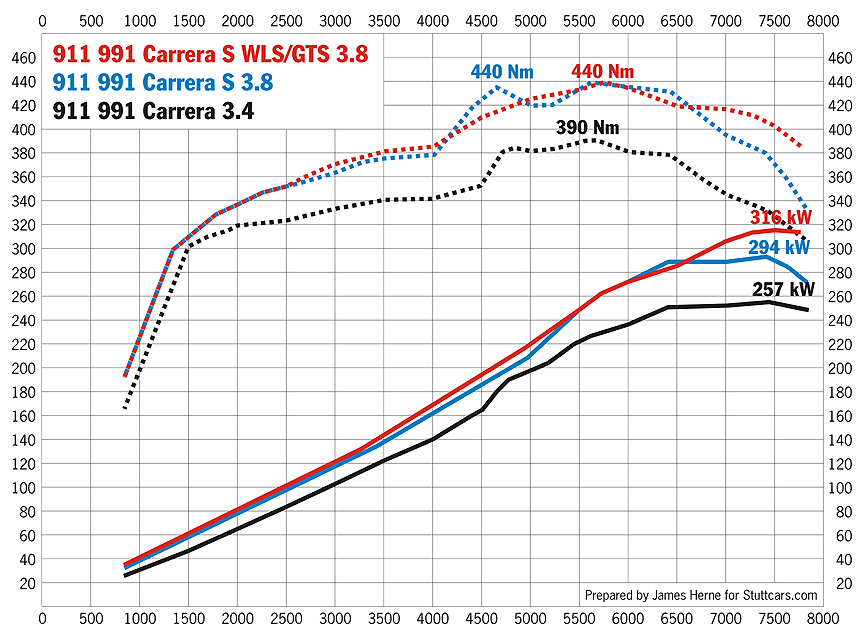 0 500 1000 1500 2000 2500 3000 3500 4000 4500 5000 5500 6000 6500 7000 7500 8000
911 991 Carrera S WLS/GTS 3.8
911 991 Carrera S 3.8
911 991 Carrera 3.4
460 460
440 440 Nm 440 Nm 440
420 420
400 390 Nm 400
380 380
360 360
340 340
320 316 kW 320
300 294 kW 300
280 280
260 257 kW 260
240 240
220 220
200 200
180 180
160 160
140 140
120 120
100 100
80 80
60 60
40 40
20 20
Prepared by James Herne for Stuttcars.com
0 500 1000 1500 2000 2500 3000 3500 4000 4500 5000 5500 6000 6500 7000 7500 8000